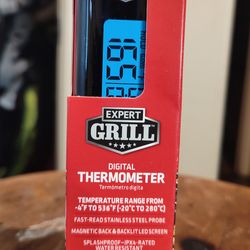 EXPERT
GRILL
DIGITAL
THERMOMETER
Termómetro digital
TEMPERATURE RANGE FROM
-4°F TO 536°F (-20°C TO 280°C)
FAST-READ STAINLESS STEEL PROBE
MAGNETIC BACK & BACKLIT LED SCREEN
SPLASHPROOF-IPX4-RATED
WATER RESISTANT